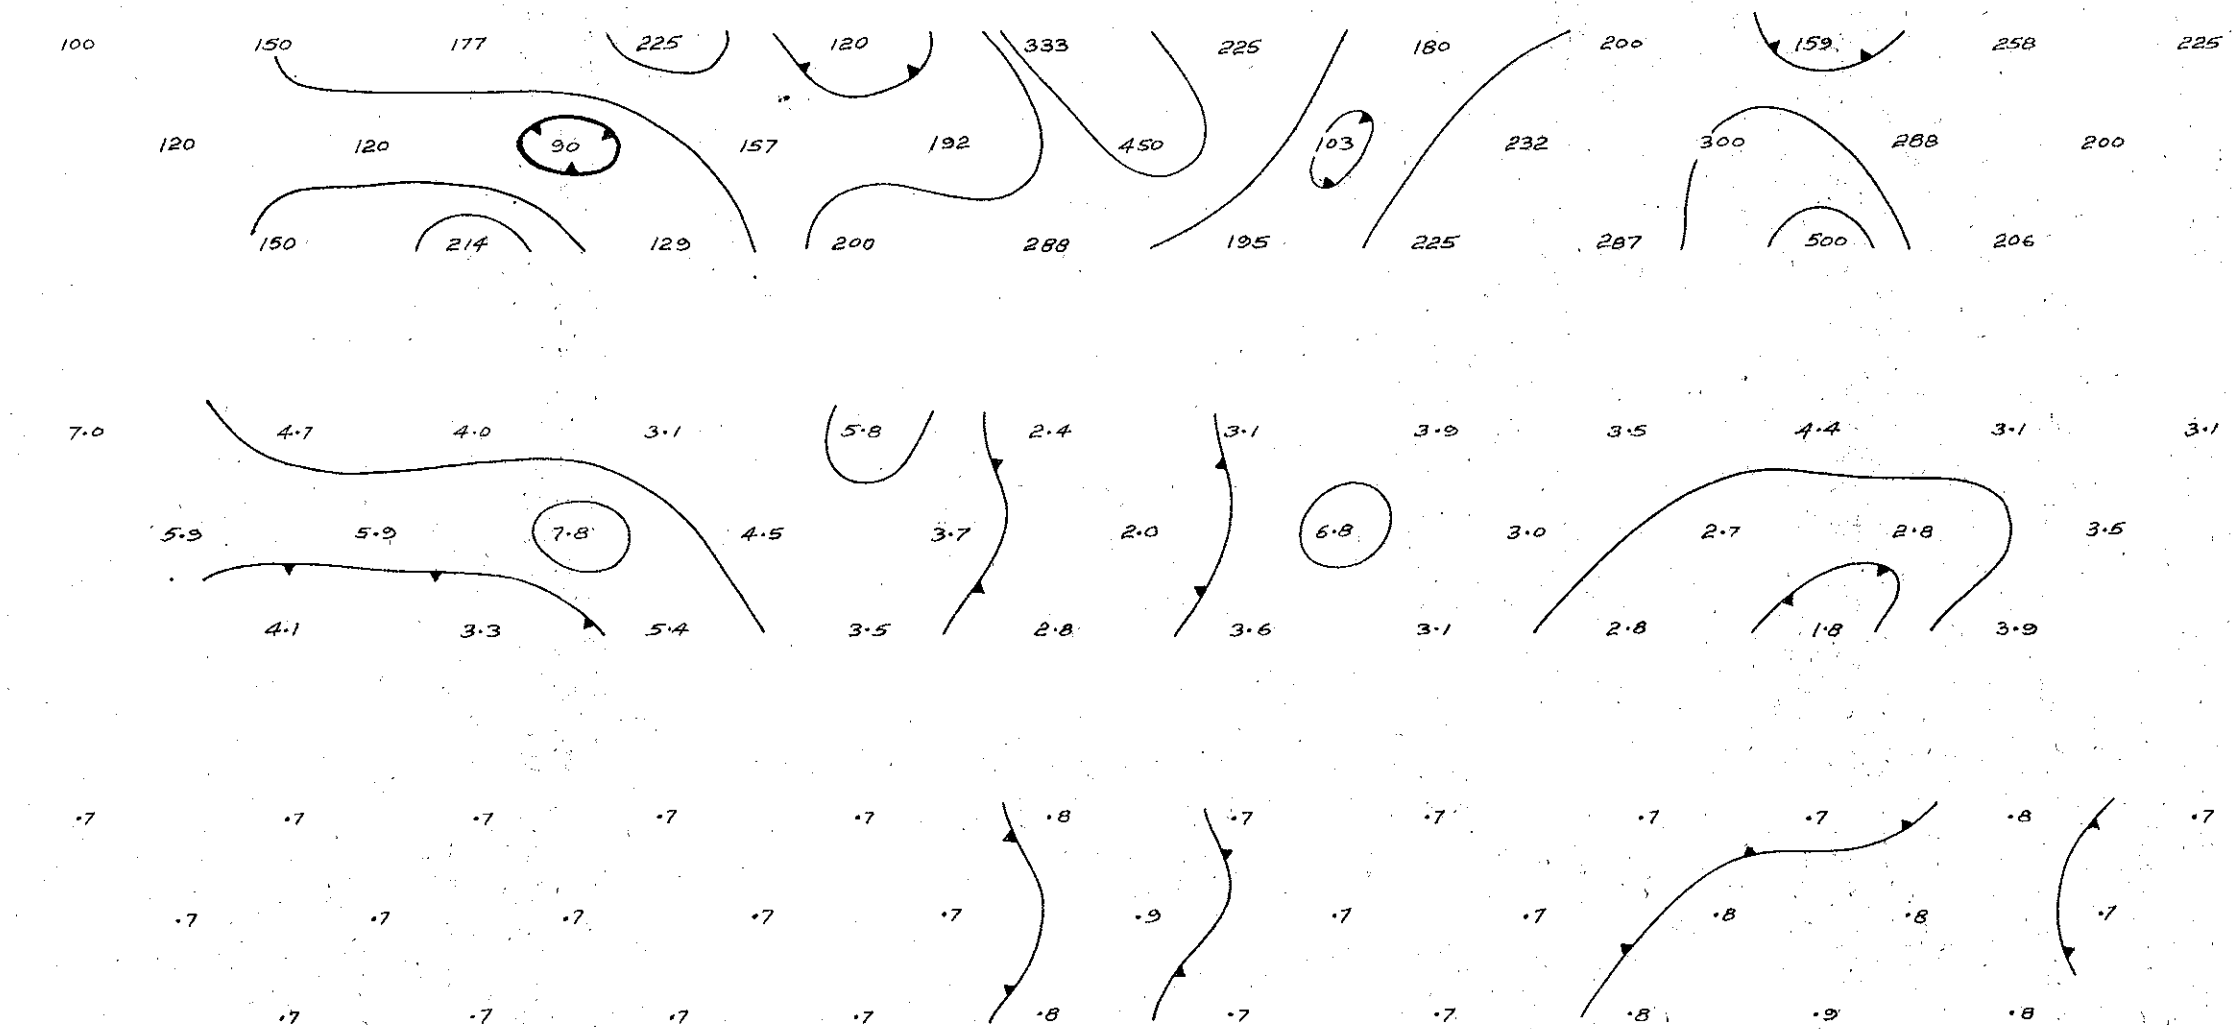 100 150 177 225 120 333 225 180 200 159 258 225
120 120 90 157 192 450 103 232 300 288 200
150 214 129 200 288 195 225 287 500 206
7.0 4.7 4.0 3.1 5.8 2.4 3.1 3.9 3.5 4.4 3.1 3.1
5.9 5.9 7.8 4.5 3.7 2.0 6.8 3.0 2.7 2.8 3.5
4.1 3.3 5.4 3.5 2.8 3.6 3.1 2.8 1.8 3.9
.7 .7 .7 .7 .7 .8 .7 .7 .7 .7 .8 .7
.7 .7 .7 .7 .7 .9 .7 .7 .8 .8 .7
.7 .7 .7 .7 .8 .7 .7 .8 .9 .8